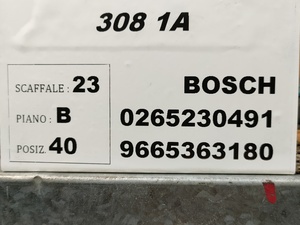 308 1A
SCAFFALE : 23
PIANO : B
POSIZ. 40
BOSCH
0265230491
9665363180